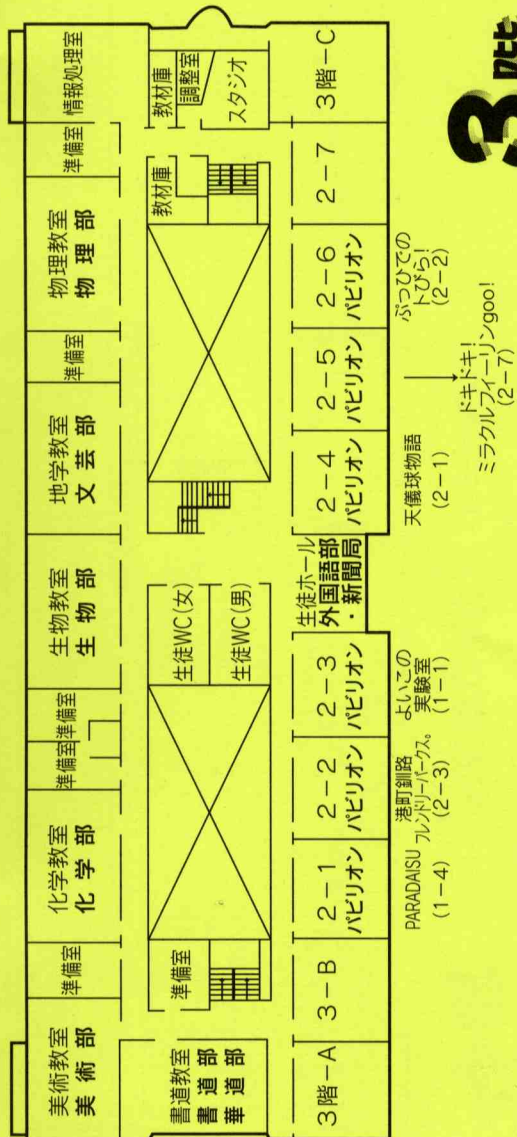 3階
情報処理室
準備室
物理教室
物理部
準備室
地学教室
文芸部
生物教室
生物部
準備室
準備室
化学教室
化学部
準備室
美術教室
美術部
教材庫
調整室
スタジオ
教材庫
生徒WC(女)
生徒WC(男)
準備室
書道教室
書道部
華道部
3階-C
2-7
2-6
パビリオン
2-5
パビリオン
2-4
パビリオン
生徒ホール
外国語部
・新聞局
2-3
パビリオン
2-2
パビリオン
2-1
パビリオン
3-B
3階-A
ぷっひでの
トびら!
(2-2)
ドキドキ!
ミラクルフィーリンgoo!
(2-7)
天儀球物語
(2-1)
よいこの
実験室
(1-1)
港町釧路
フレンドリーパークス。
(2-3)
PARADAISU
(1-4)